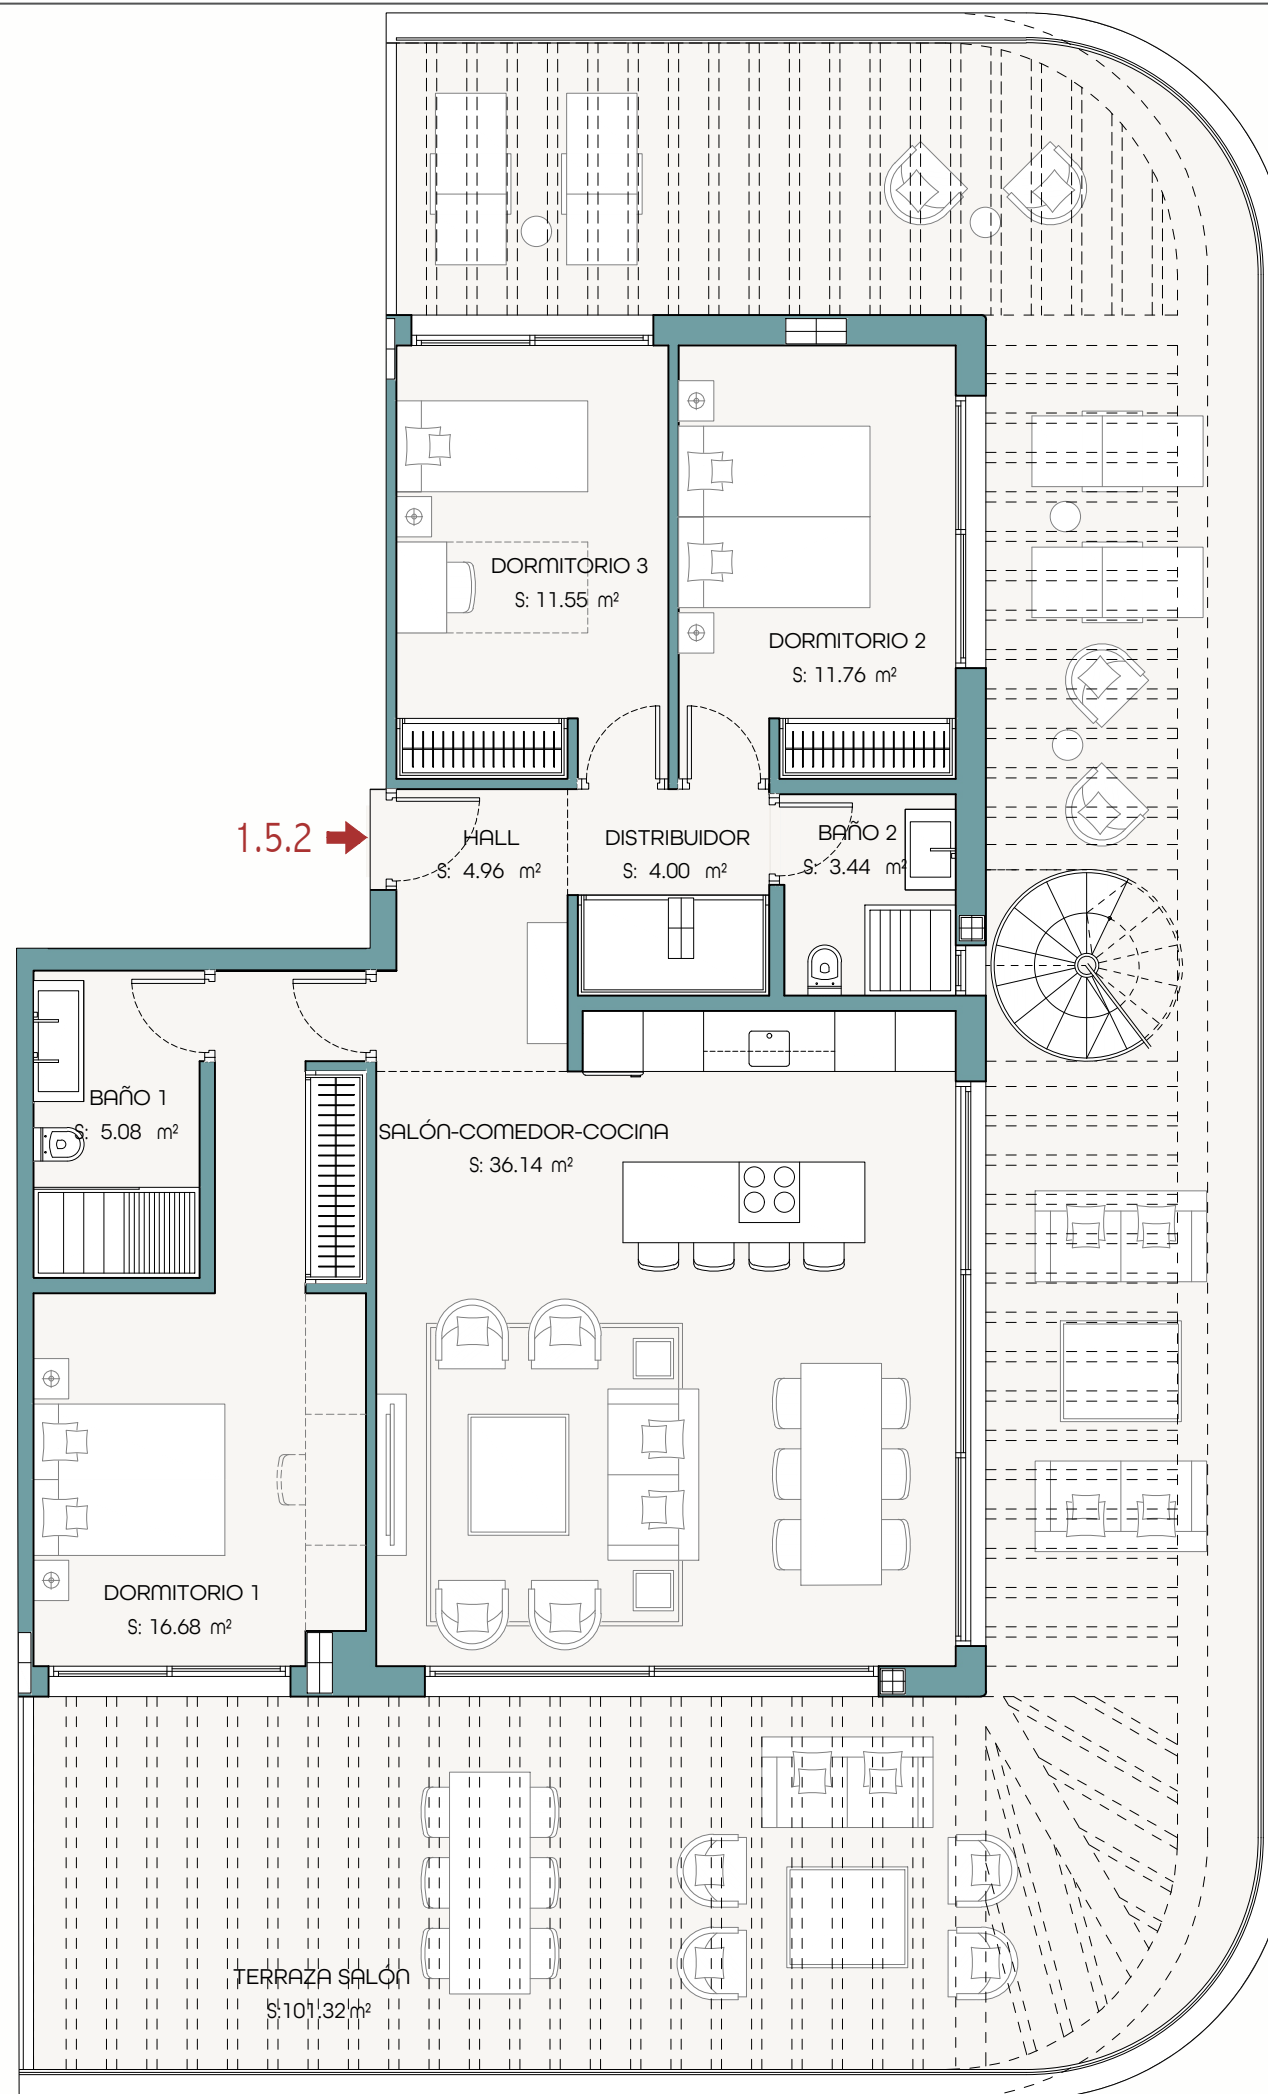 DORMITORIO 3
S: 11.55 m²
DORMITORIO 2
S: 11.76 m²
1.5.2
HALL
S: 4.96 m²
DISTRIBUIDOR
S: 4.00 m²
BAÑO 2
S: 3.44 m²
BAÑO 1
S: 5.08 m²
SALÓN-COMEDOR-COCINA
S: 36.14 m²
DORMITORIO 1
S: 16.68 m²
TERRAZA SALÓN
S:101.32 m²